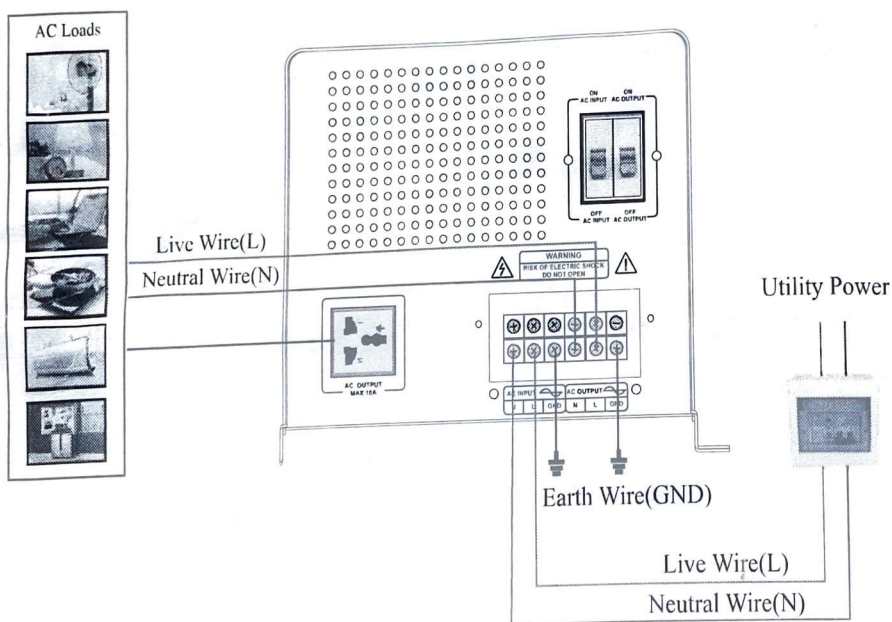 AC Loads
ON ON
AC INPUT AC OUTPUT
OFF OFF
AC INPUT AC OUTPUT
Live Wire(L)
Neutral Wire(N)
WARNING
RISK OF ELECTRIC SHOCK
DO NOT OPEN
Utility Power
AC OUTPUT
MAX 10A
AC INPUT AC OUTPUT
N L GND N L GND
Earth Wire(GND)
Live Wire(L)
Neutral Wire(N)